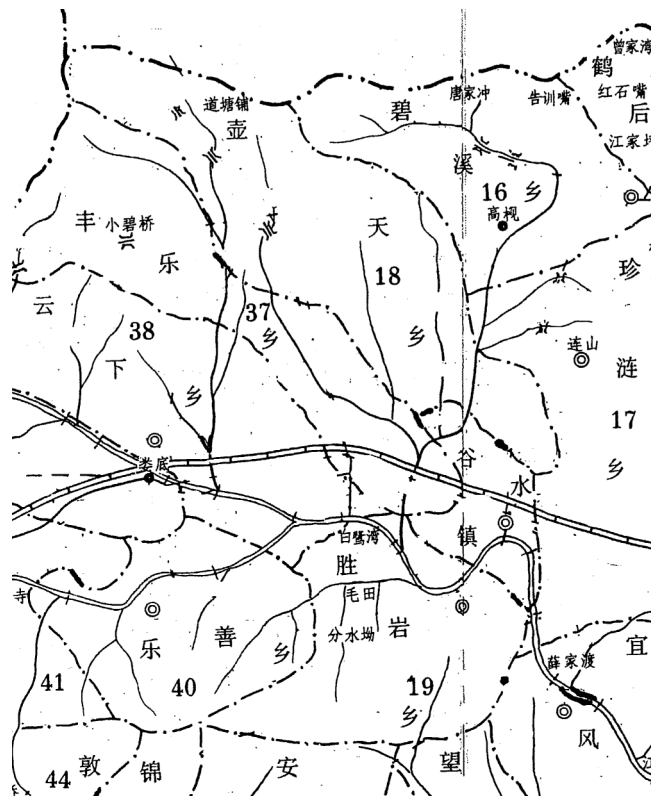 曾家湾
鹤
道塘铺
唐家冲
告训嘴
红石嘴
壶
碧
后
江家坪
溪
16
乡
丰
小碧桥
天
高枧
乐
18
珍
云
37
38
乡
乡
连山
下
涟
乡
17
娄底
谷
水
乡
白鹭湾
镇
胜
寺
毛田
乐
善
分水坳
岩
宜
乡
薛家渡
41
40
19
乡
风
44
敦
锦
安
望